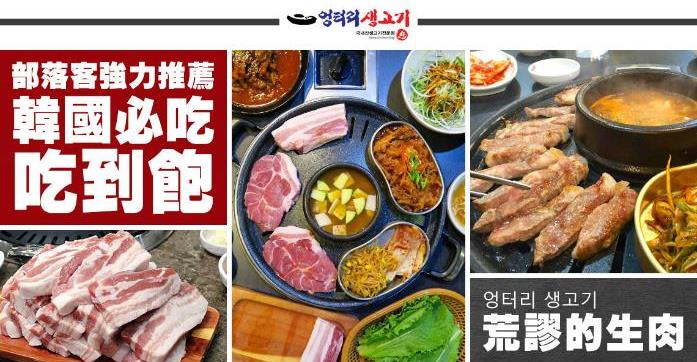 엉터리생고기
部落客強力推薦
韓國必吃
吃到飽
엉터리 생고기
荒謬的生肉